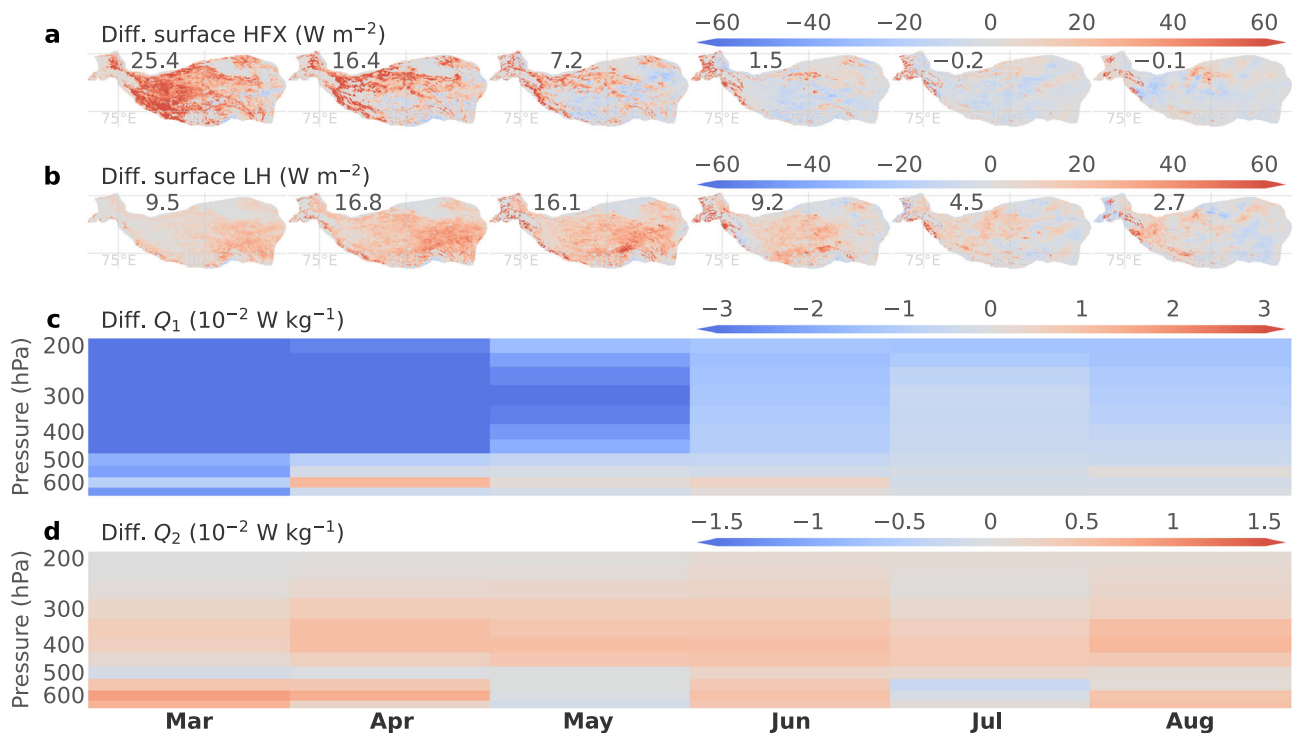 a Diff. surface HFX (W m⁻²) −60 −40 −20 0 20 40 60
25.4 16.4 7.2 1.5 −0.2 −0.1
75°E 75°E 75°E 75°E 75°E 75°E
b Diff. surface LH (W m⁻²) −60 −40 −20 0 20 40 60
9.5 16.8 16.1 9.2 4.5 2.7
75°E 75°E 75°E 75°E 75°E 75°E
c Diff. Q₁ (10⁻² W kg⁻¹) −3 −2 −1 0 1 2 3
Pressure (hPa)
200
300
400
500
600
d Diff. Q₂ (10⁻² W kg⁻¹) −1.5 −1 −0.5 0 0.5 1 1.5
Pressure (hPa)
200
300
400
500
600
Mar Apr May Jun Jul Aug